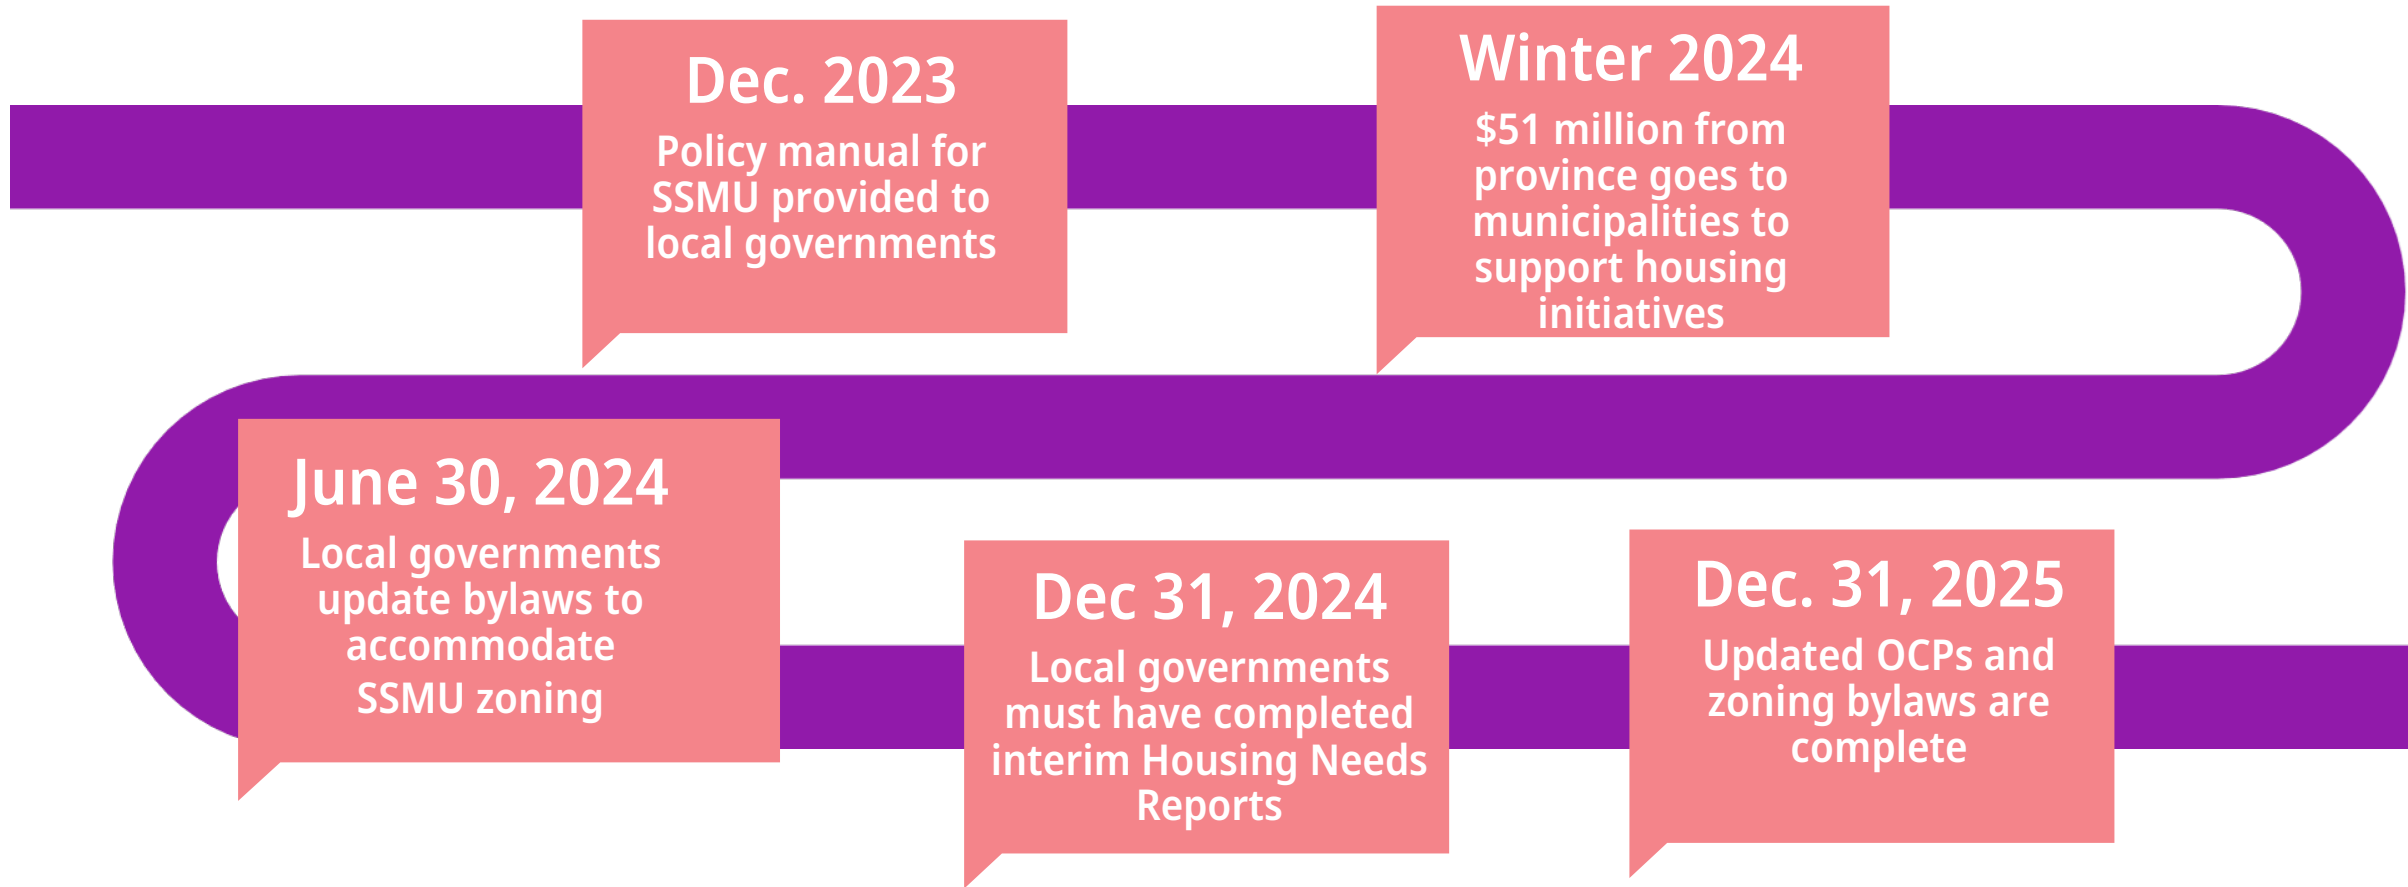 Dec. 2023
Policy manual for
SSMU provided to
local governments
Winter 2024
$51 million from
province goes to
municipalities to
support housing
initiatives
June 30, 2024
Local governments
update bylaws to
accommodate
SSMU zoning
Dec 31, 2024
Local governments
must have completed
interim Housing Needs
Reports
Dec. 31, 2025
Updated OCPs and
zoning bylaws are
complete